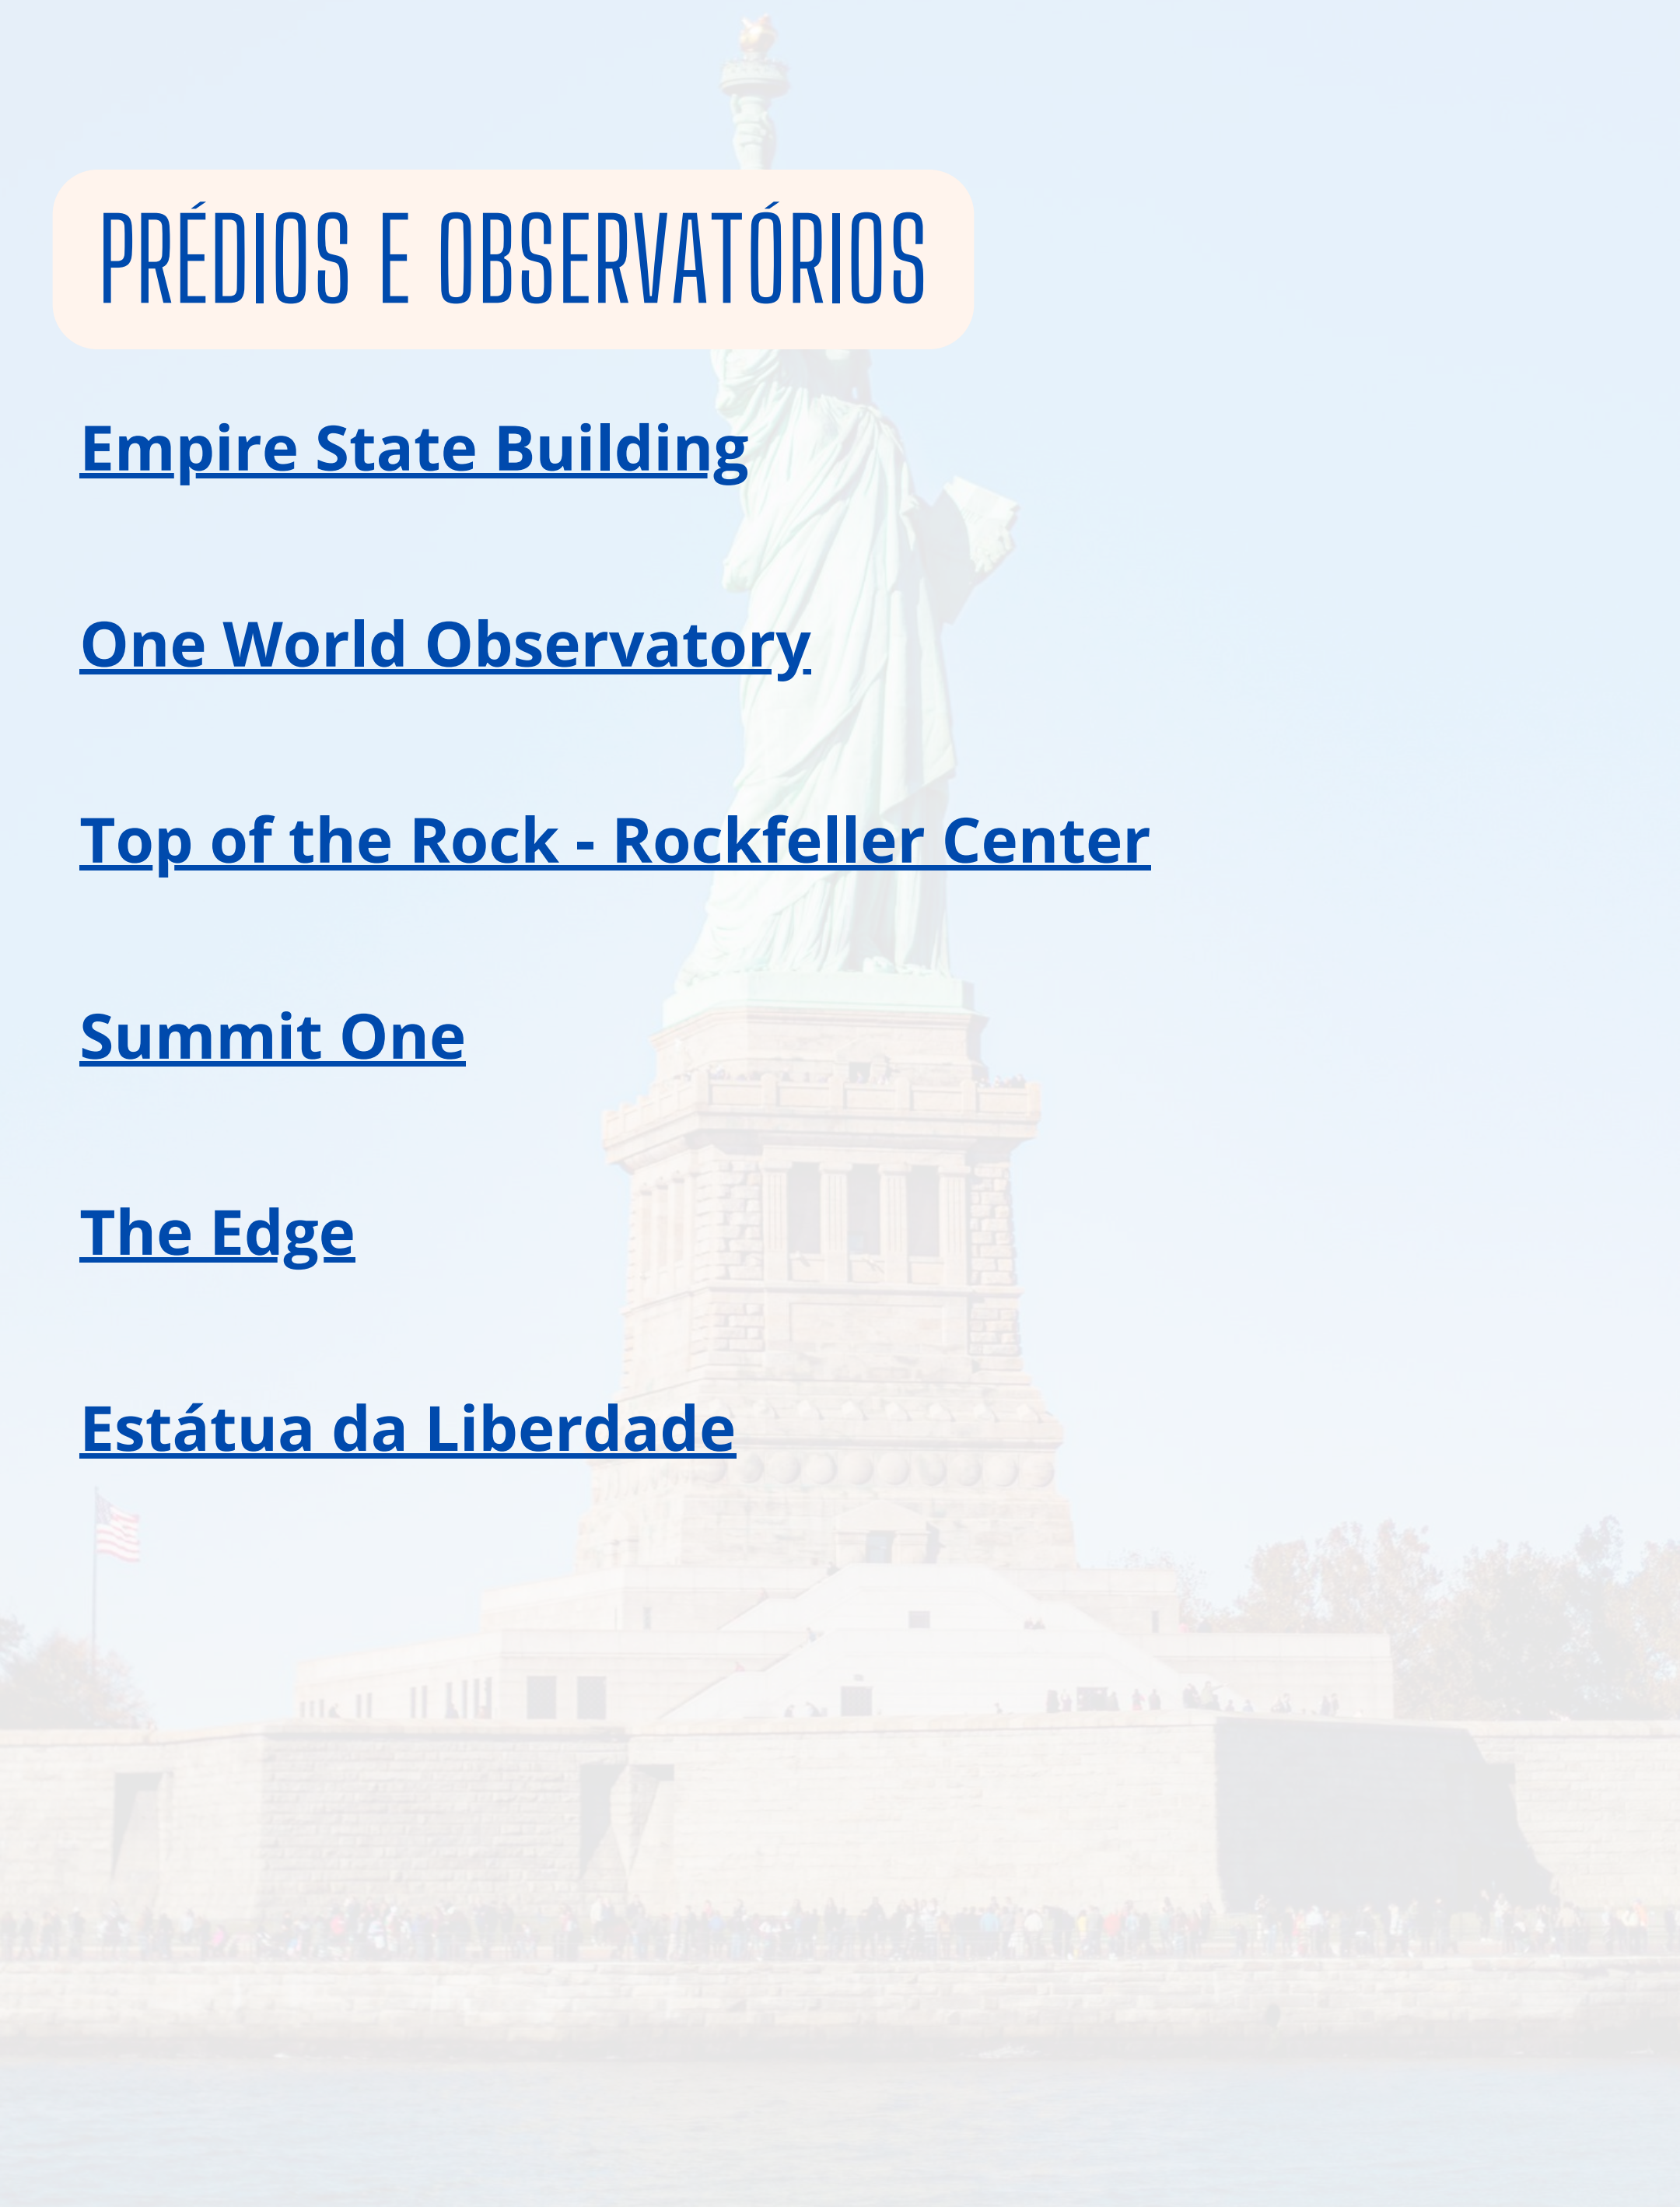 PRÉDIOS E OBSERVATÓRIOS
Empire State Building
One World Observatory
Top of the Rock - Rockfeller Center
Summit One
The Edge
Estátua da Liberdade